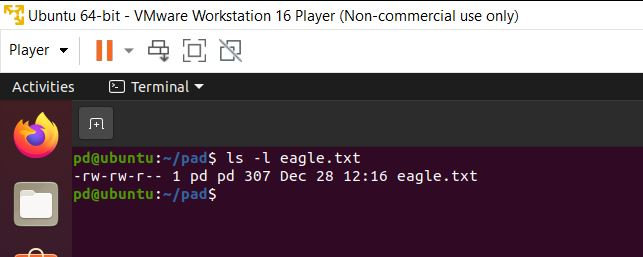 Ubuntu 64-bit - VMware Workstation 16 Player (Non-commercial use only)
Player
Activities Terminal
pd@ubuntu:~/pad$ ls -l eagle.txt
-rw-rw-r-- 1 pd pd 307 Dec 28 12:16 eagle.txt
pd@ubuntu:~/pad$